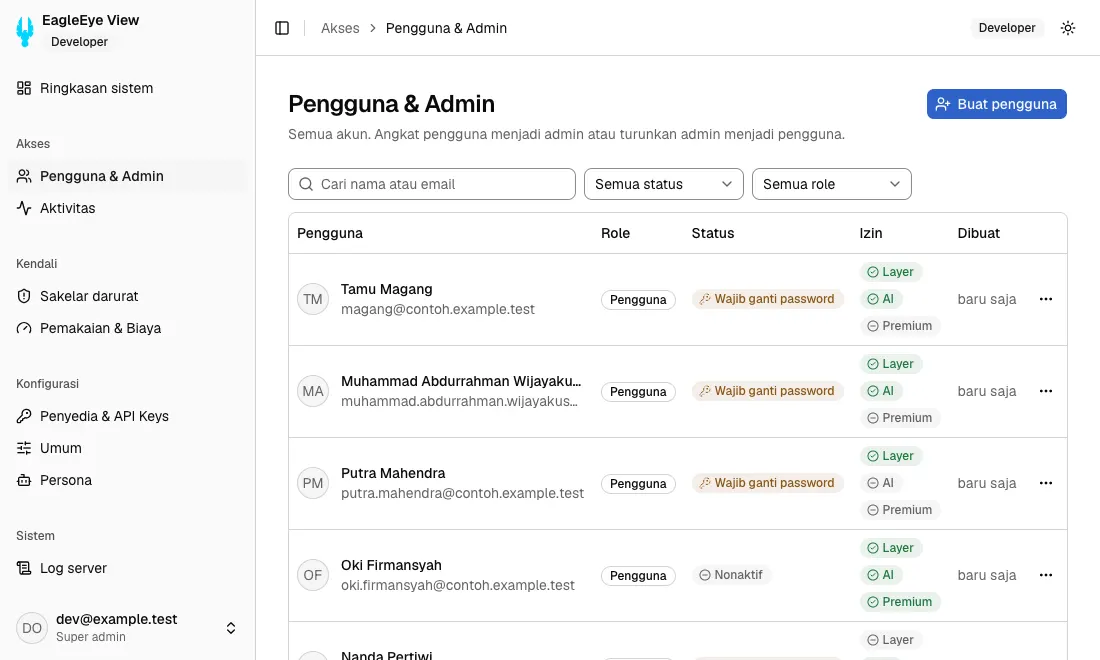 EagleEye View
Developer
Ringkasan sistem
Akses
Pengguna & Admin
Aktivitas
Kendali
Sakelar darurat
Pemakaian & Biaya
Konfigurasi
Penyedia & API Keys
Umum
Persona
Sistem
Log server
DO
dev@example.test
Super admin
Akses > Pengguna & Admin
Developer
Pengguna & Admin
Buat pengguna
Semua akun. Angkat pengguna menjadi admin atau turunkan admin menjadi pengguna.
Cari nama atau email
Semua status
Semua role
Pengguna Role Status Izin Dibuat
TM
Tamu Magang
magang@contoh.example.test
Pengguna
Wajib ganti password
Layer
AI
Premium
baru saja
MA
Muhammad Abdurrahman Wijayaku...
muhammad.abdurrahman.wijayakus...
Pengguna
Wajib ganti password
Layer
AI
Premium
baru saja
PM
Putra Mahendra
putra.mahendra@contoh.example.test
Pengguna
Wajib ganti password
Layer
AI
Premium
baru saja
OF
Oki Firmansyah
oki.firmansyah@contoh.example.test
Pengguna
Nonaktif
Layer
AI
Premium
baru saja
Nanda Pertiwi
Layer